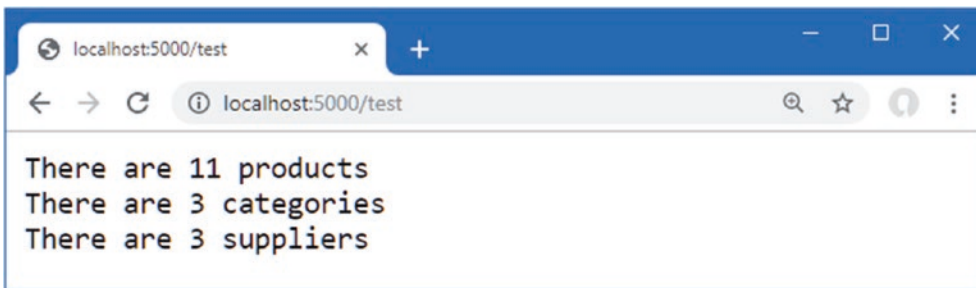 localhost:5000/test
localhost:5000/test
There are 11 products
There are 3 categories
There are 3 suppliers